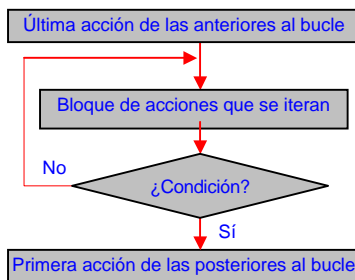 Última acción de las anteriores al bucle
Bloque de acciones que se iteran
No
¿Condición?
Sí
Primera acción de las posteriores al bucle